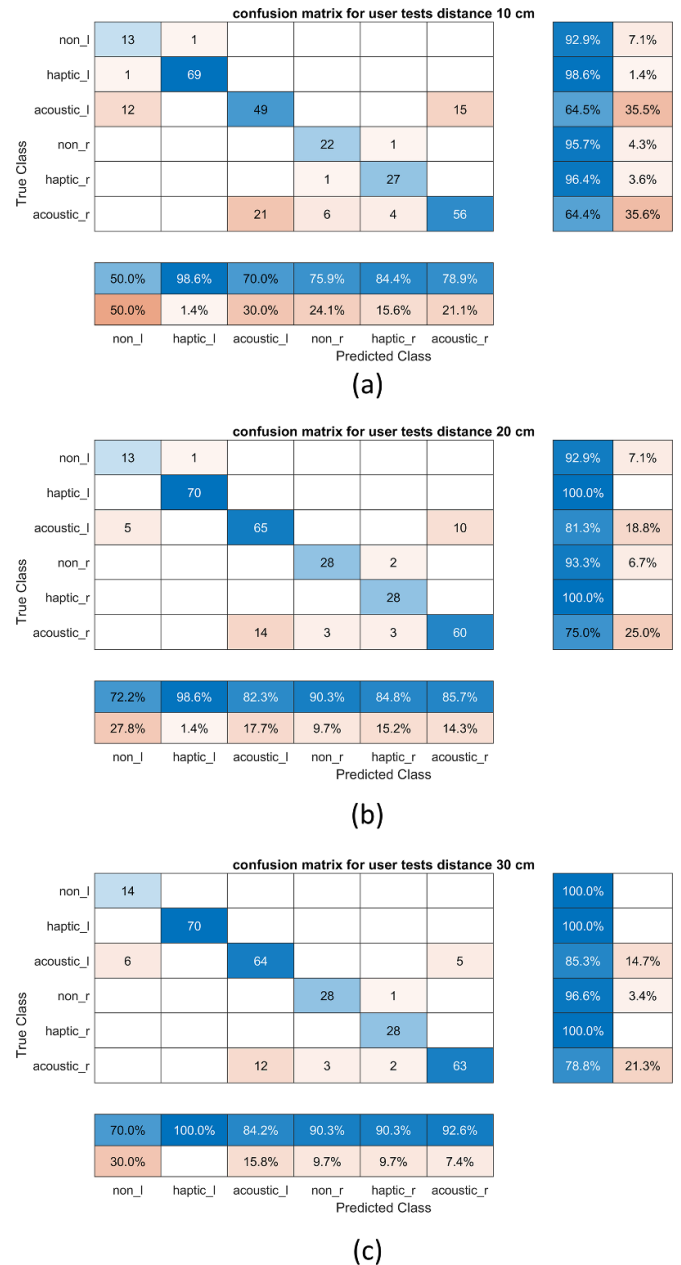 confusion matrix for user tests distance 10 cm
non_l 13 1 92.9% 7.1%
haptic_l 1 69 98.6% 1.4%
acoustic_l 12 49 15 64.5% 35.5%
non_r 22 1 95.7% 4.3%
haptic_r 1 27 96.4% 3.6%
acoustic_r 21 6 4 56 64.4% 35.6%
True Class
50.0% 98.6% 70.0% 75.9% 84.4% 78.9%
50.0% 1.4% 30.0% 24.1% 15.6% 21.1%
non_l haptic_l acoustic_l non_r haptic_r acoustic_r
Predicted Class
(a)
confusion matrix for user tests distance 20 cm
non_l 13 1 92.9% 7.1%
haptic_l 70 100.0%
acoustic_l 5 65 10 81.3% 18.8%
non_r 28 2 93.3% 6.7%
haptic_r 28 100.0%
acoustic_r 14 3 3 60 75.0% 25.0%
True Class
72.2% 98.6% 82.3% 90.3% 84.8% 85.7%
27.8% 1.4% 17.7% 9.7% 15.2% 14.3%
non_l haptic_l acoustic_l non_r haptic_r acoustic_r
Predicted Class
(b)
confusion matrix for user tests distance 30 cm
non_l 14 100.0%
haptic_l 70 100.0%
acoustic_l 6 64 5 85.3% 14.7%
non_r 28 1 96.6% 3.4%
haptic_r 28 100.0%
acoustic_r 12 3 2 63 78.8% 21.3%
True Class
70.0% 100.0% 84.2% 90.3% 90.3% 92.6%
30.0% 15.8% 9.7% 9.7% 7.4%
non_l haptic_l acoustic_l non_r haptic_r acoustic_r
Predicted Class
(c)